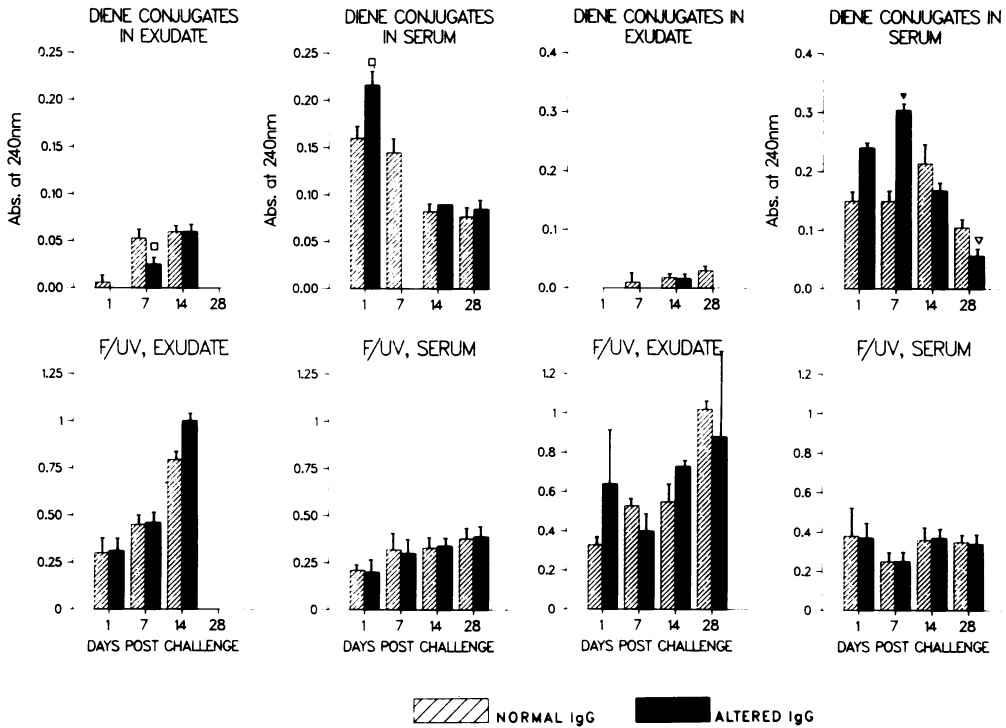 DIENE CONJUGATES
IN EXUDATE
Abs. at 240nm
0.25
0.20
0.15
0.10
0.05
0.00
1 7 14 28
DIENE CONJUGATES
IN SERUM
Abs. at 240nm
0.25
0.20
0.15
0.10
0.05
0.00
1 7 14 28
DIENE CONJUGATES IN
EXUDATE
0.4
0.3
0.2
0.1
0.0
1 7 14 28
DIENE CONJUGATES IN
SERUM
Abs. at 240nm
0.4
0.3
0.2
0.1
0.0
1 7 14 28
F/UV, EXUDATE
1.25
1
0.75
0.50
0.25
0
1 7 14 28
DAYS POST CHALLENGE
F/UV, SERUM
1.25
1
0.75
0.50
0.25
0
1 7 14 28
DAYS POST CHALLENGE
F/UV, EXUDATE
1.2
1
0.8
0.6
0.4
0.2
0
1 7 14 28
DAYS POST CHALLENGE
F/UV, SERUM
1.2
1
0.8
0.6
0.4
0.2
0
1 7 14 28
DAYS POST CHALLENGE
NORMAL IgG
ALTERED IgG